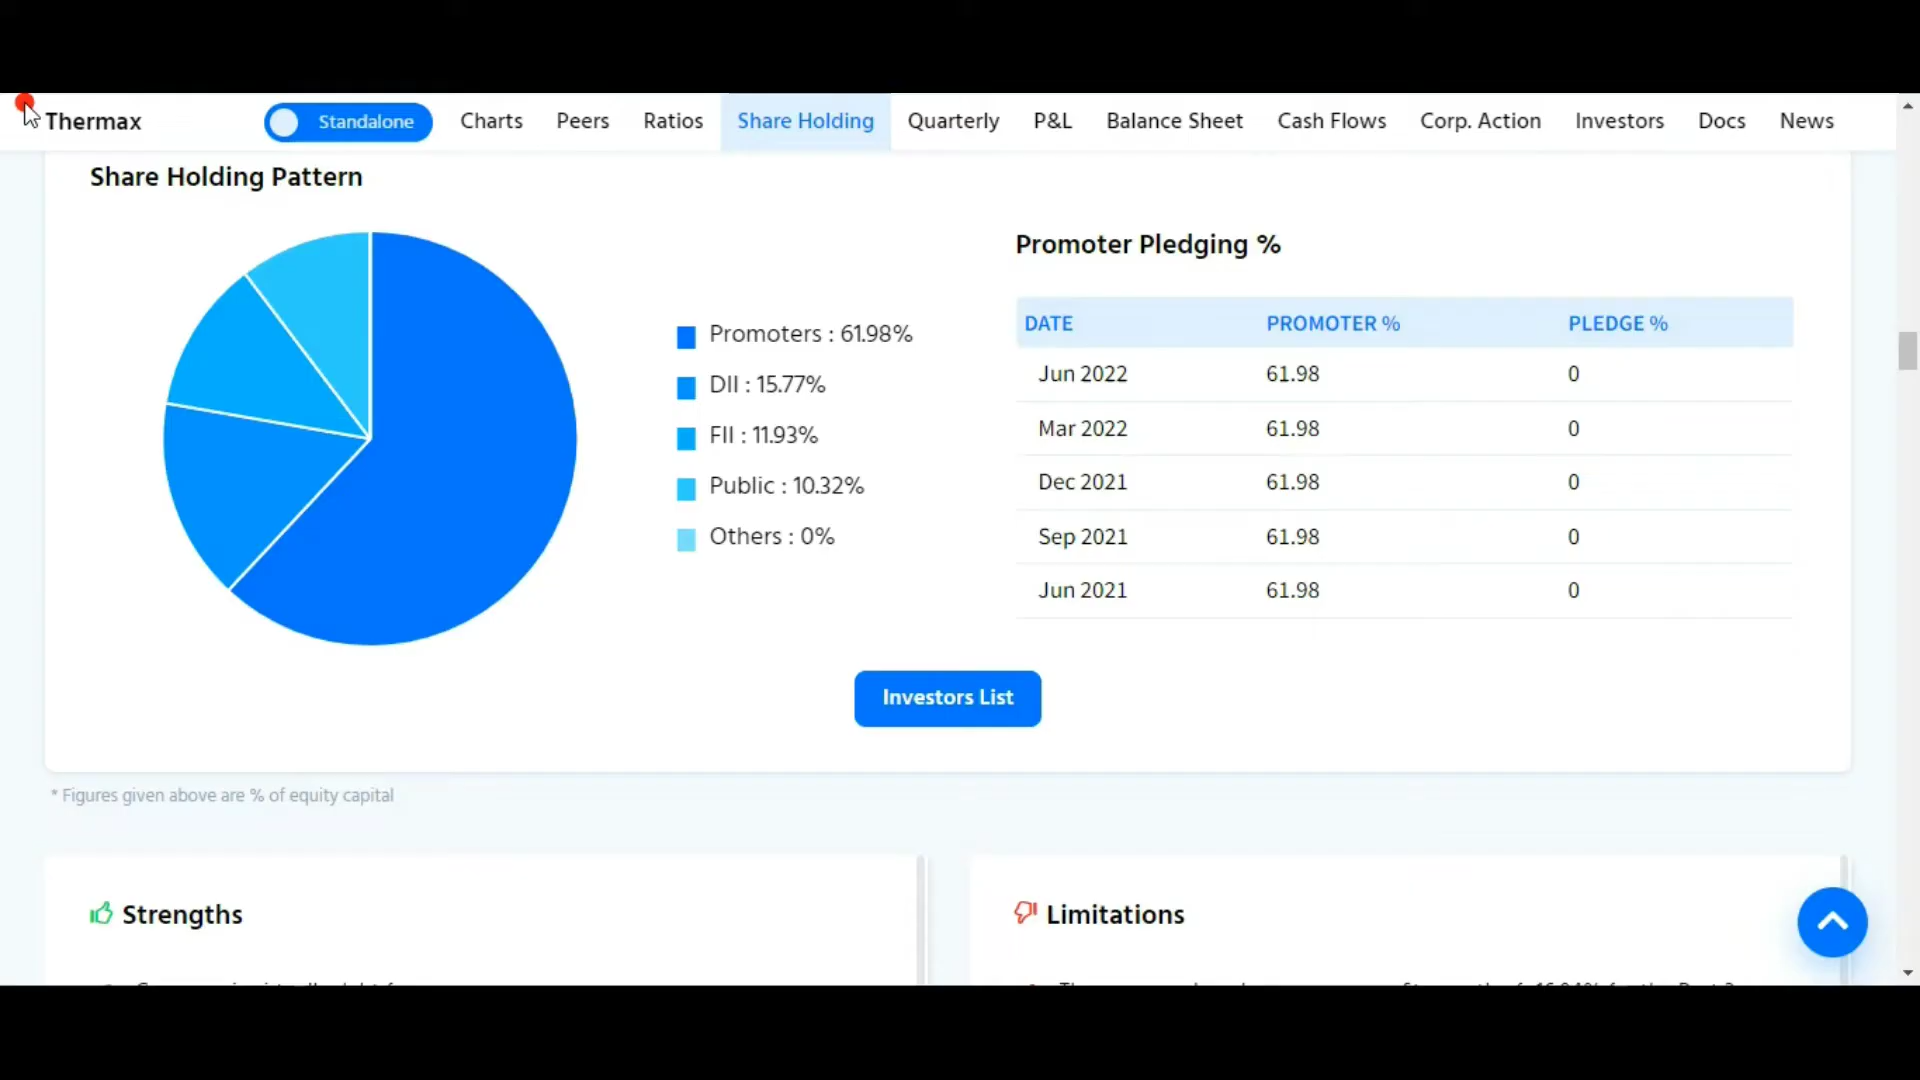 Thermax
Standalone
Charts
Peers
Ratios
Share Holding
Quarterly
P&L
Balance Sheet
Cash Flows
Corp. Action
Investors
Docs
News
Share Holding Pattern
Promoters : 61.98%
DII : 15.77%
FII : 11.93%
Public : 10.32%
Others : 0%
Promoter Pledging %
DATE PROMOTER % PLEDGE %
Jun 2022 61.98 0
Mar 2022 61.98 0
Dec 2021 61.98 0
Sep 2021 61.98 0
Jun 2021 61.98 0
Investors List
* Figures given above are % of equity capital
Strengths
Limitations